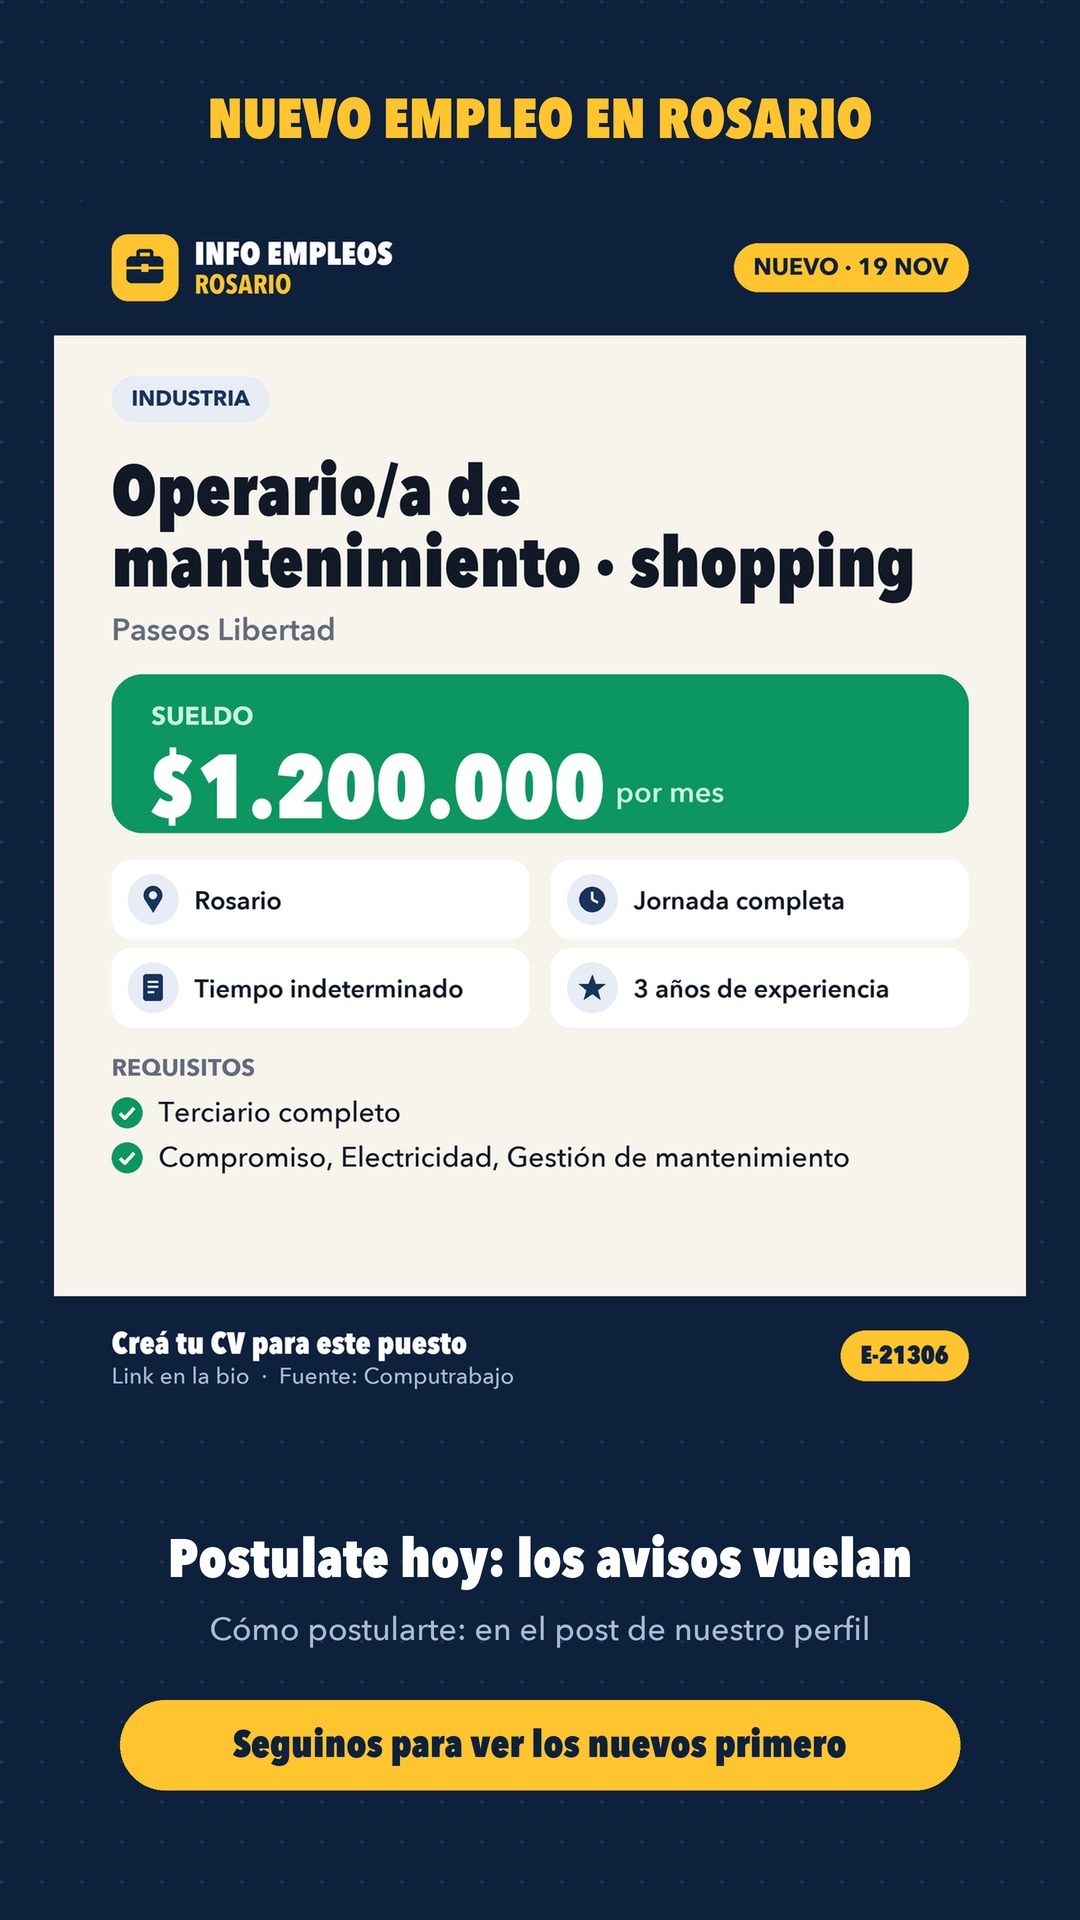 NUEVO EMPLEO EN ROSARIO
INFO EMPLEOS
ROSARIO
NUEVO · 19 NOV
INDUSTRIA
Operario/a de
mantenimiento · shopping
Paseos Libertad
SUELDO
$1.200.000 por mes
Rosario
Jornada completa
Tiempo indeterminado
3 años de experiencia
REQUISITOS
Terciario completo
Compromiso, Electricidad, Gestión de mantenimiento
Creá tu CV para este puesto
Link en la bio · Fuente: Computrabajo
E-21306
Postulate hoy: los avisos vuelan
Cómo postularte: en el post de nuestro perfil
Seguinos para ver los nuevos primero